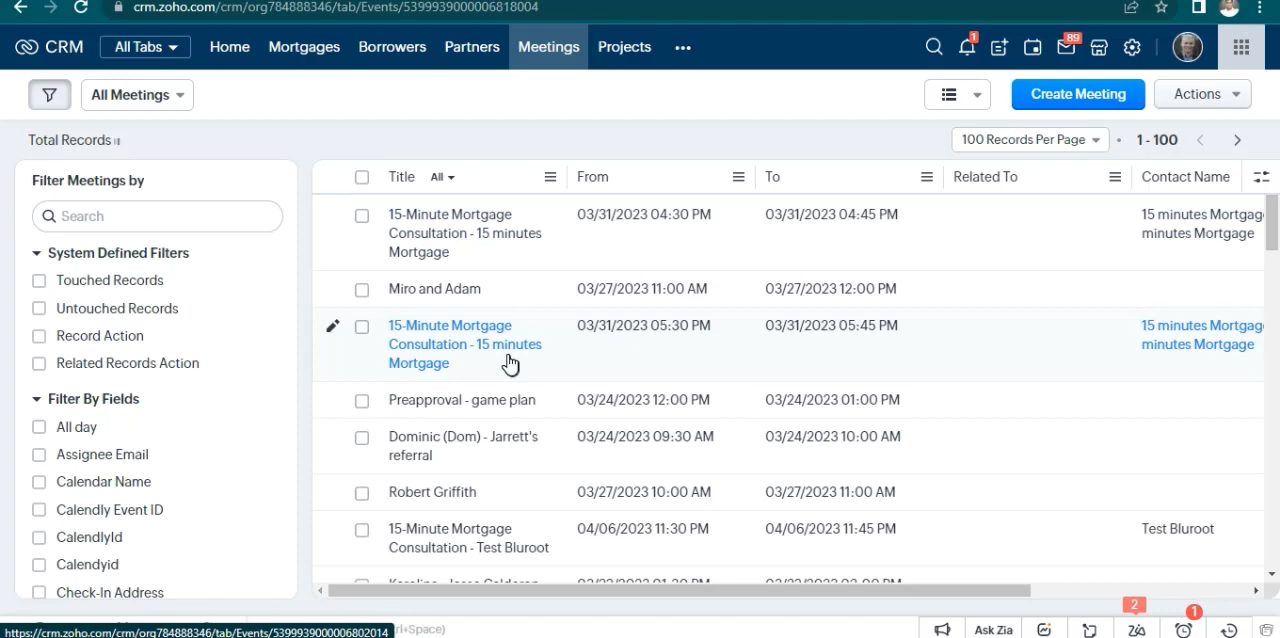 crm.zoho.com/crm/org784888346/tab/Events/5399939000006818004
CRM All Tabs Home Mortgages Borrowers Partners Meetings Projects ••• 1 89
All Meetings Create Meeting Actions
Total Records 100 Records Per Page • 1 - 100
Filter Meetings by
Search
System Defined Filters
Touched Records
Untouched Records
Record Action
Related Records Action
Filter By Fields
All day
Assignee Email
Calendar Name
Calendly Event ID
CalendlyId
Calendyid
Check-In Address
Title All From To Related To Contact Name
15-Minute Mortgage 03/31/2023 04:30 PM 03/31/2023 04:45 PM 15 minutes Mortgag
Consultation - 15 minutes minutes Mortgage
Mortgage
Miro and Adam 03/27/2023 11:00 AM 03/27/2023 12:00 PM
15-Minute Mortgage 03/31/2023 05:30 PM 03/31/2023 05:45 PM 15 minutes Mortgag
Consultation - 15 minutes minutes Mortgage
Mortgage
Preapproval - game plan 03/24/2023 12:00 PM 03/24/2023 01:00 PM
Dominic (Dom) - Jarrett's 03/24/2023 09:30 AM 03/24/2023 10:00 AM
referral
Robert Griffith 03/27/2023 10:00 AM 03/27/2023 11:00 AM
15-Minute Mortgage 04/06/2023 11:30 PM 04/06/2023 11:45 PM Test Bluroot
Consultation - Test Bluroot
https://crm.zoho.com/crm/org784888346/tab/Events/5399939000006802014 rl+Space)
Ask Zia 2 1